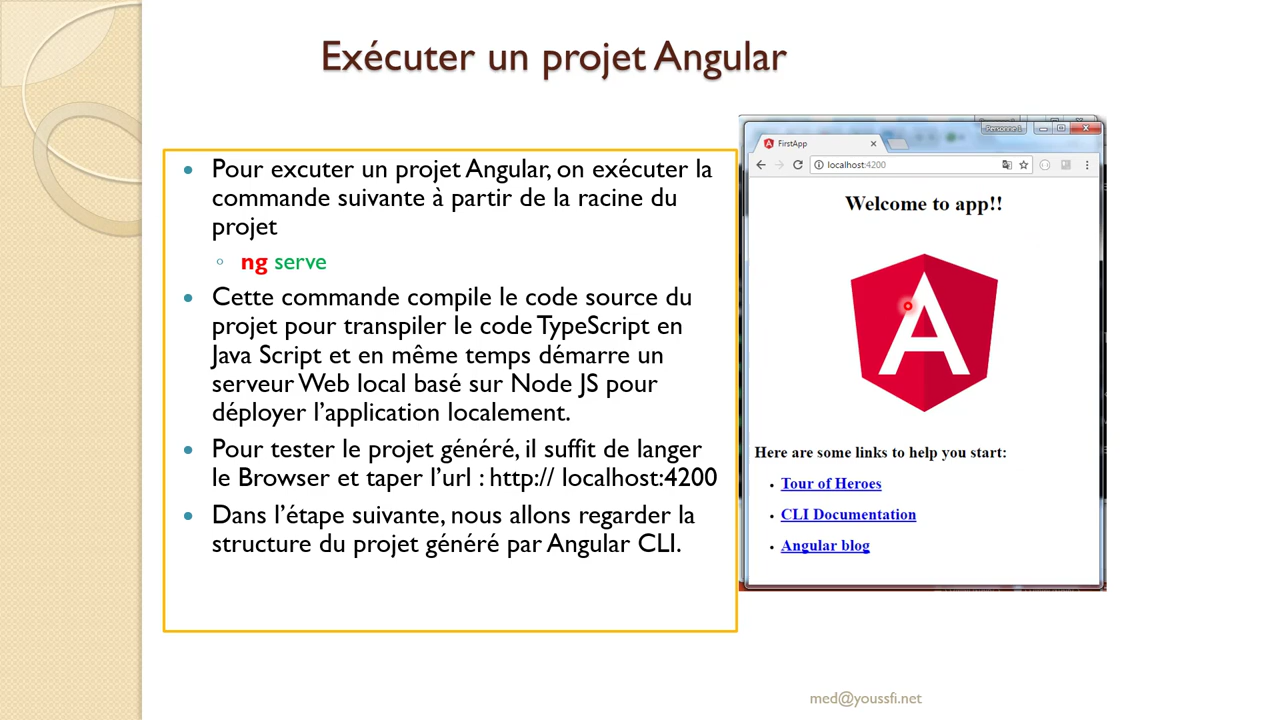 Exécuter un projet Angular
Pour excuter un projet Angular, on exécuter la
commande suivante à partir de la racine du
projet
ng serve
Cette commande compile le code source du
projet pour transpiler le code TypeScript en
Java Script et en même temps démarre un
serveur Web local basé sur Node JS pour
déployer l'application localement.
Pour tester le projet généré, il suffit de langer
le Browser et taper l'url : http:// localhost:4200
Dans l'étape suivante, nous allons regarder la
structure du projet généré par Angular CLI.
Personne 1
FirstApp
localhost:4200
Welcome to app!!
Here are some links to help you start:
Tour of Heroes
CLI Documentation
Angular blog
med@youssfi.net